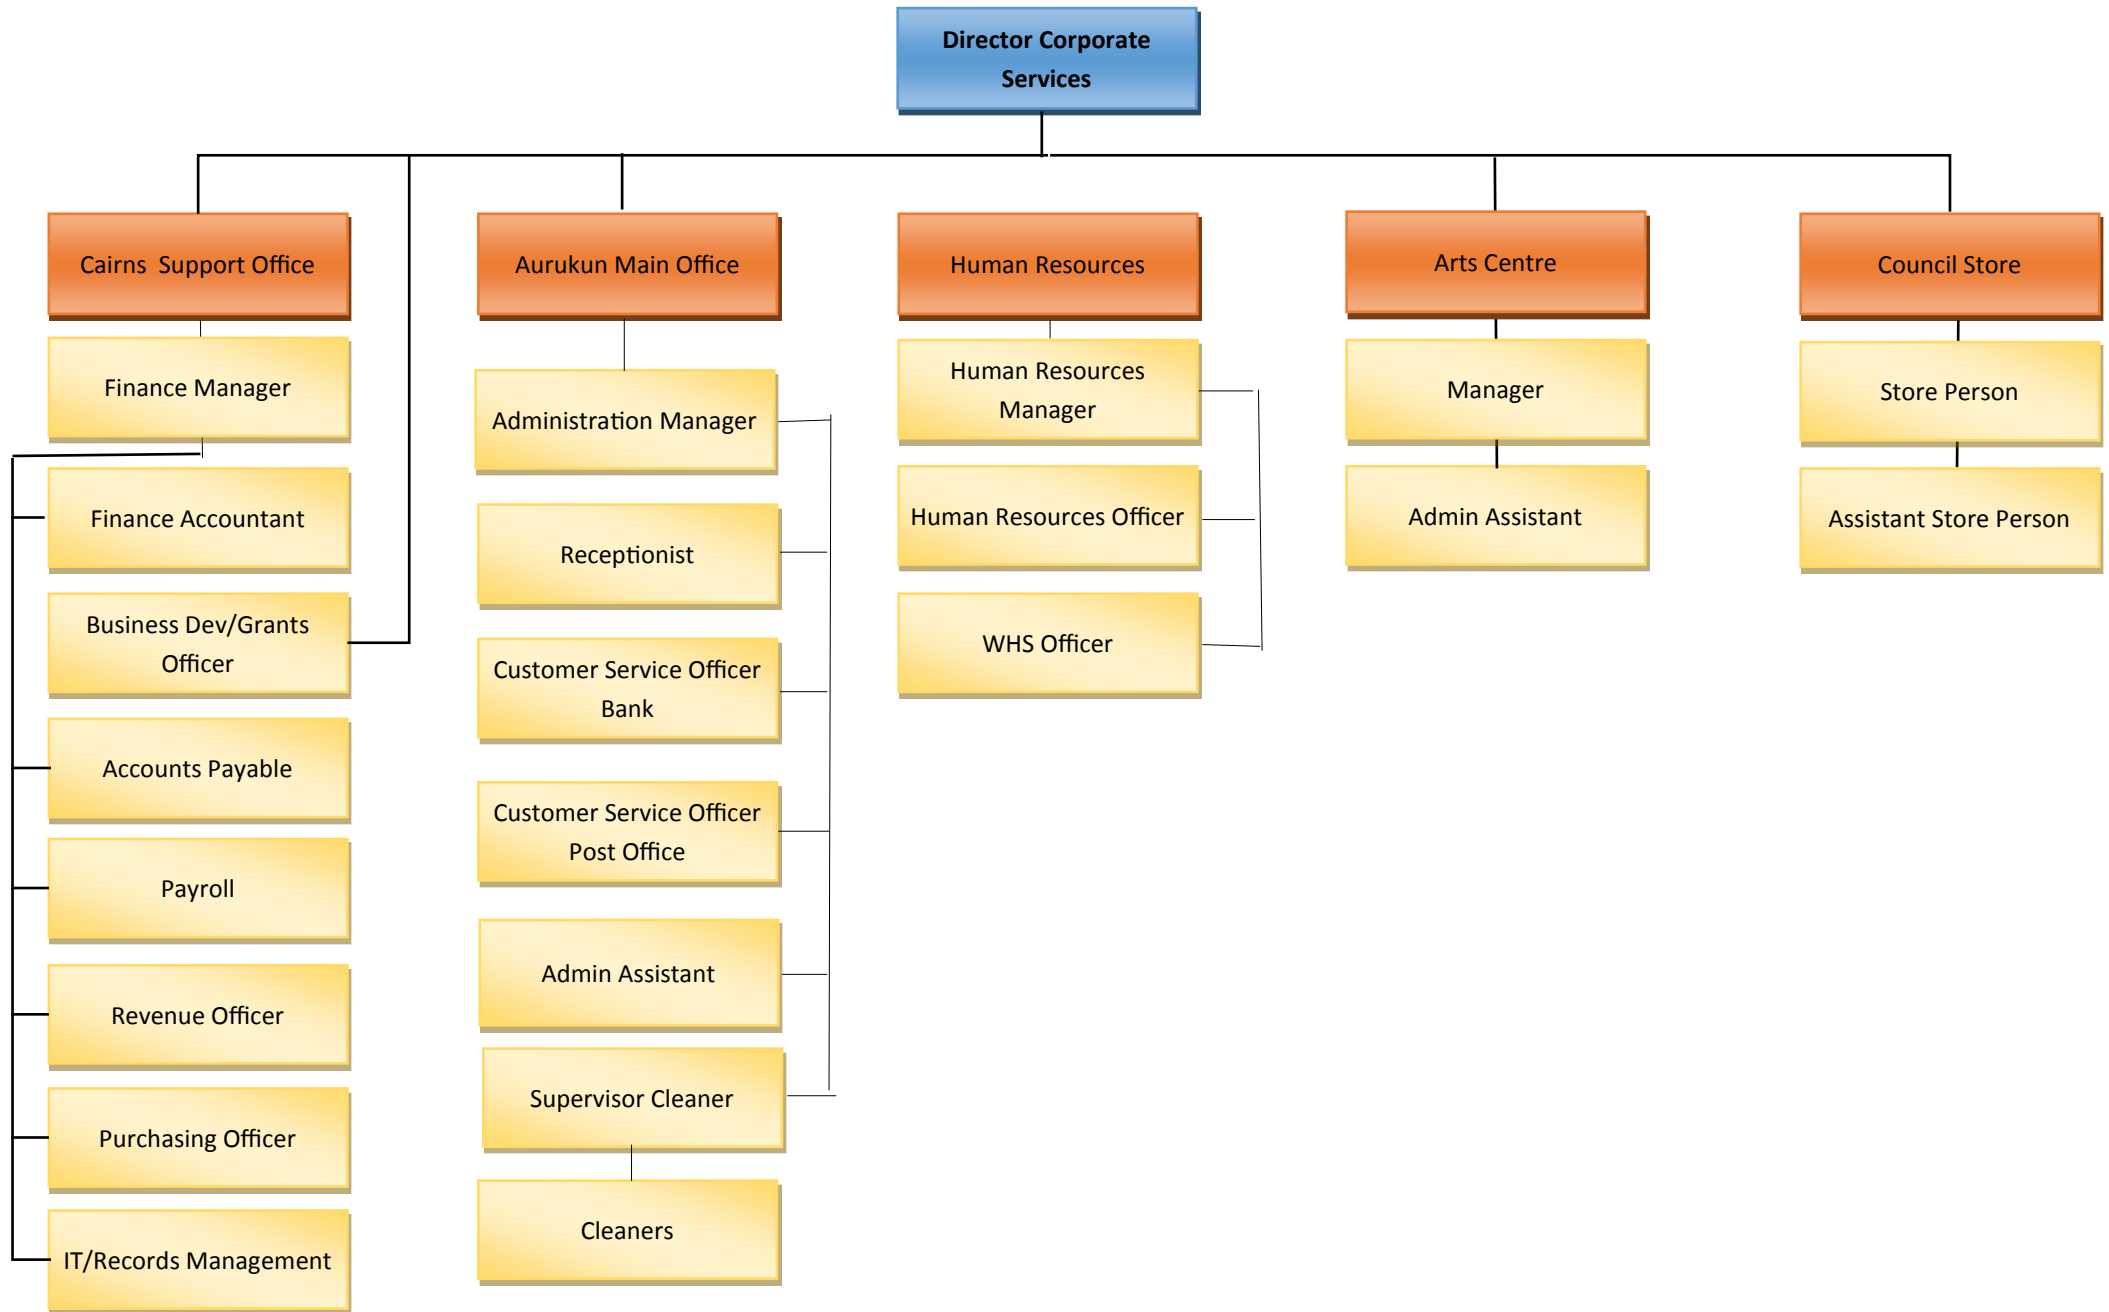 Director Corporate
Services
Cairns  Support Office
Aurukun Main Office
Human Resources
Arts Centre
Council Store
Finance Manager
Finance Accountant
Business Dev/Grants
Officer
Accounts Payable
Payroll
Revenue Officer
Purchasing Officer
IT/Records Management
Administration Manager
Receptionist
Customer Service Officer
Bank
Customer Service Officer
Post Office
Admin Assistant
Supervisor Cleaner
Cleaners
Human Resources
Manager
Human Resources Officer
WHS Officer
Manager
Admin Assistant
Store Person
Assistant Store Person